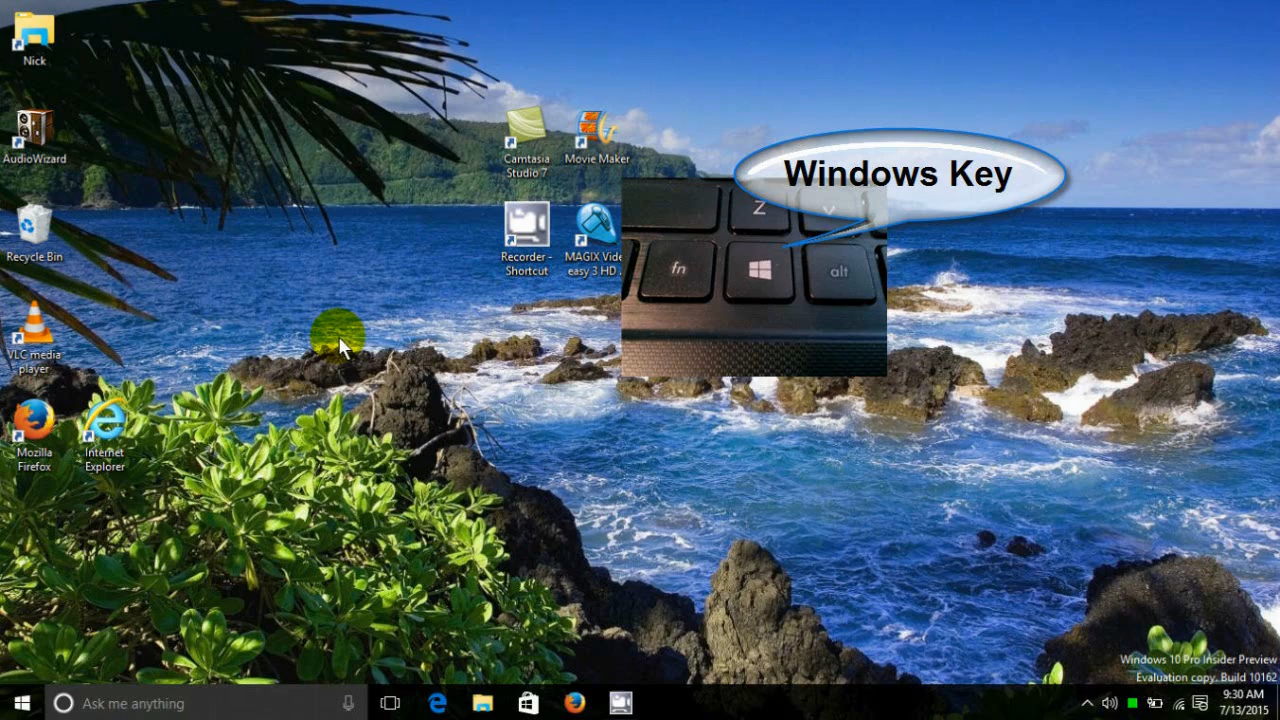 Nick
AudioWizard
Recycle Bin
VLC media
player
Mozilla
Firefox
Internet
Explorer
Camtasia
Studio 7
Movie Maker
Recorder -
Shortcut
MAGIX Vide
easy 3 HD
Windows Key
Z
fn
alt
Windows 10 Pro Insider Preview
Evaluation copy. Build 10162
Ask me anything
9:30 AM
7/13/2015